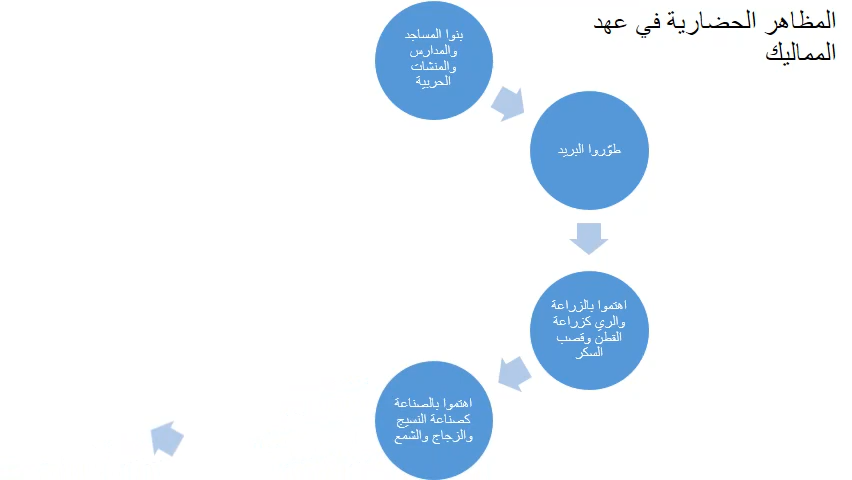 المظاهر الحضارية في عهد
المماليك
بنوا المساجد
والمدارس
والمنشات
الحربية
طوّروا البريد
اهتموا بالزراعة
والري كزراعة
القطن وقصب
السكر
اهتموا بالصناعة
كصناعة النسيج
والزجاج والشمع